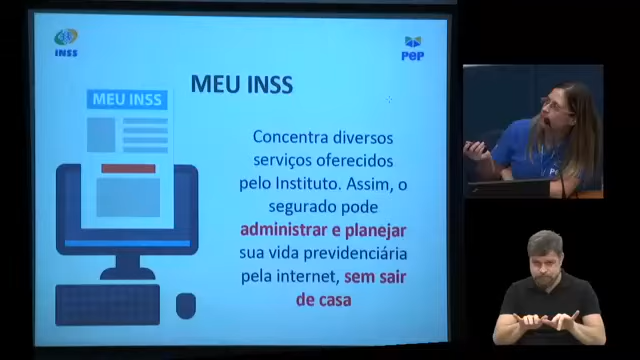 INSS
PeP
MEU INSS
MEU INSS
Concentra diversos
serviços oferecidos
pelo Instituto. Assim, o
segurado pode
administrar e planejar
sua vida previdenciária
pela internet, sem sair
de casa